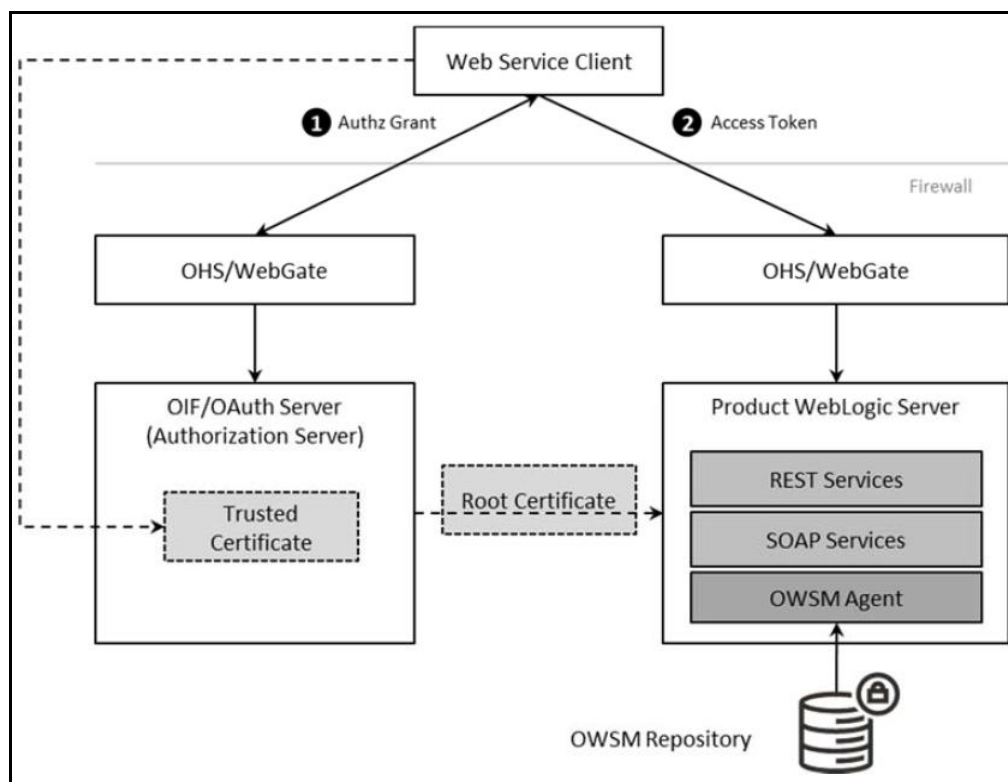 Web Service Client
1 Authz Grant
2 Access Token
Firewall
OHS/WebGate
OHS/WebGate
OIF/OAuth Server
(Authorization Server)
Trusted
Certificate
Root Certificate
Product WebLogic Server
REST Services
SOAP Services
OWSM Agent
OWSM Repository